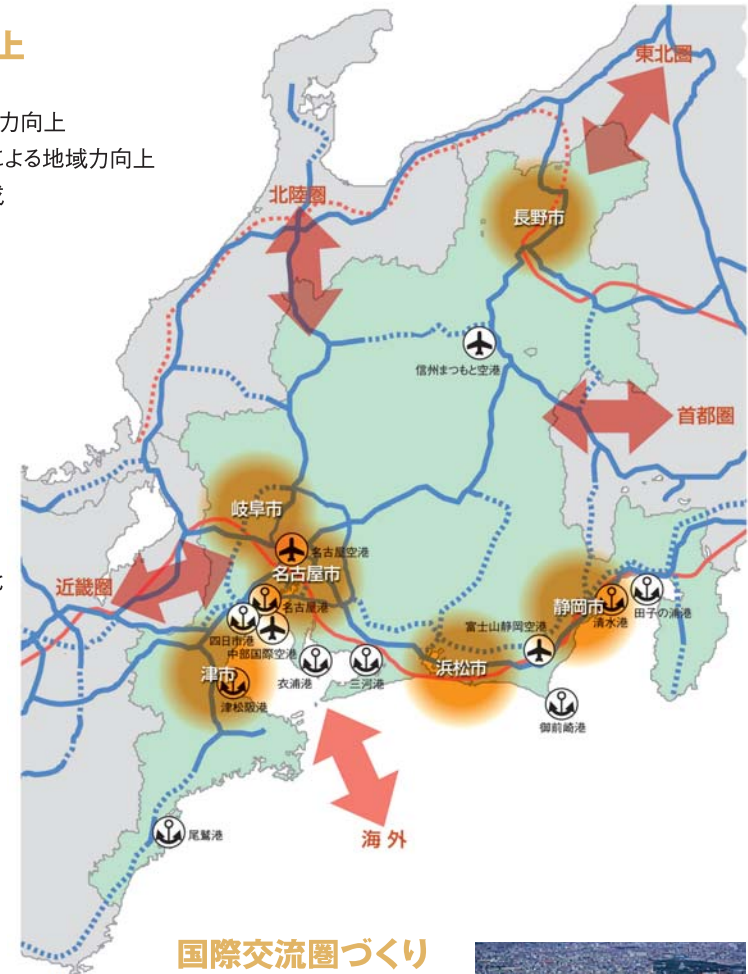 上
力向上
による地域力向上
東北圏
北陸圏
長野市
信州まつもと空港
首都圏
岐阜市
名古屋空港
名古屋市
近畿圏
名古屋港
四日市港
中部国際空港
津市
津松阪港
衣浦港
三河港
浜松市
富士山静岡空港
静岡市
清水港
田子の浦港
御前崎港
尾鷲港
海外
国際交流圏づくり